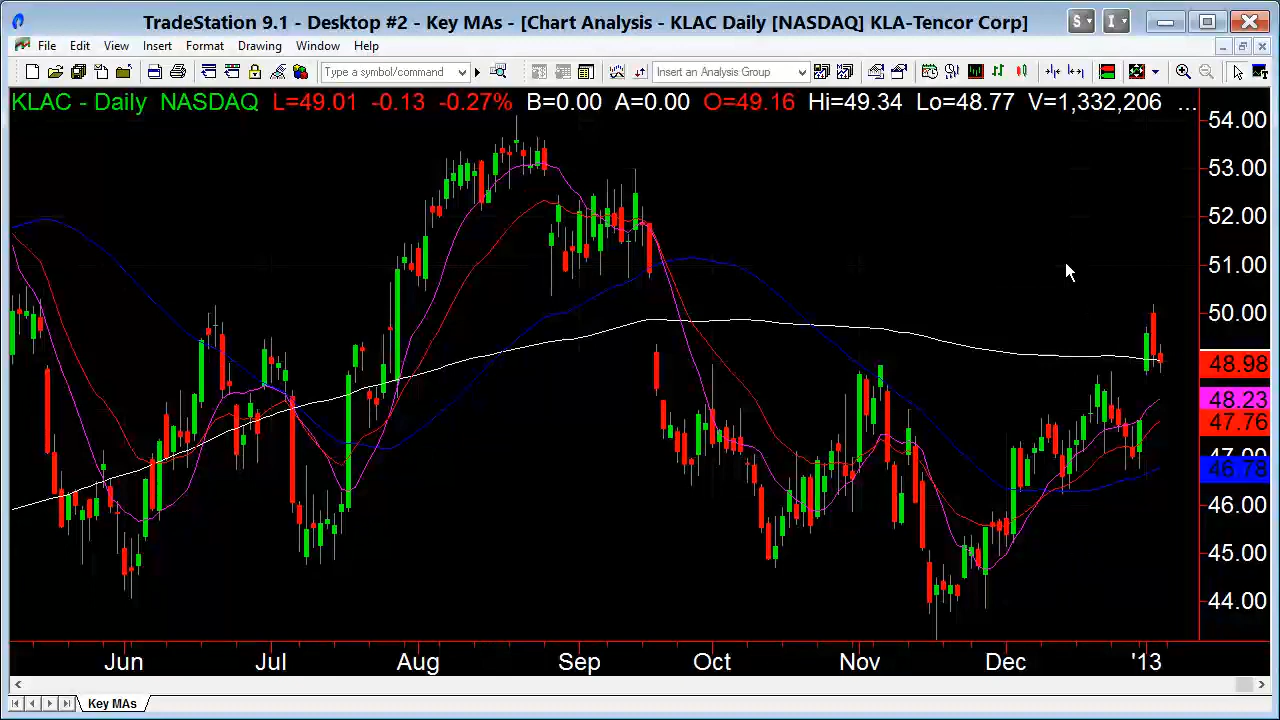 TradeStation 9.1 - Desktop #2 - Key MAs - [Chart Analysis - KLAC Daily [NASDAQ] KLA-Tencor Corp]
S I
File Edit View Insert Format Drawing Window Help
Type a symbol/command Insert an Analysis Group
KLAC - Daily NASDAQ L=49.01 -0.13 -0.27% B=0.00 A=0.00 O=49.16 Hi=49.34 Lo=48.77 V=1,332,206 ...
54.00
53.00
52.00
51.00
50.00
48.98
48.23
47.76
47.00
46.78
46.00
45.00
44.00
Jun Jul Aug Sep Oct Nov Dec '13
Key MAs